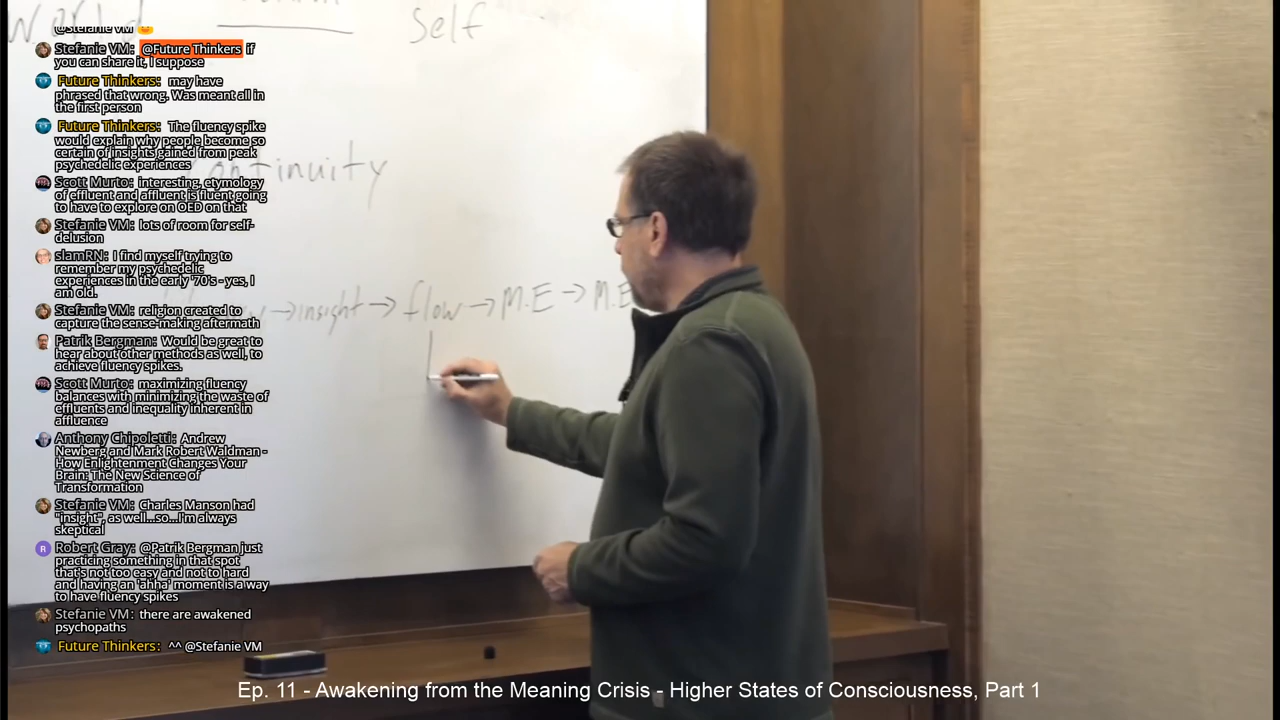 World
Self
@Stefanie VM
Stefanie VM: @Future Thinkers if
you can share it, I suppose
Future Thinkers: may have
phrased that wrong. Was meant all in
the first person
Future Thinkers: The fluency spike
would explain why people become so
certain of insights gained from peak
psychedelic experiences
Continuity
Scott Murto: interesting, etymology
of effluent and affluent is fluent going
to have to explore on OED on that
Stefanie VM: lots of room for self-
delusion
slamRN: I find myself trying to
remember my psychedelic
experiences in the early '70's - yes, I
am old.
→ insight → flow → M.E → M.E
Stefanie VM: religion created to
capture the sense-making aftermath
Patrik Bergman: Would be great to
hear about other methods as well, to
achieve fluency spikes.
Scott Murto: maximizing fluency
balances with minimizing the waste of
effluents and inequality inherent in
affluence
Anthony Chipoletti: Andrew
Newberg and Mark Robert Waldman -
How Enlightenment Changes Your
Brain: The New Science of
Transformation
Stefanie VM: Charles Manson had
"insight", as well...so...I'm always
skeptical
R
Robert Gray: @Patrik Bergman just
practicing something in that spot
that's not too easy and not to hard
and having an 'ahha' moment is a way
to have fluency spikes
Stefanie VM: there are awakened
psychopaths
Future Thinkers: ^^ @Stefanie VM
Ep. 11 - Awakening from the Meaning Crisis - Higher States of Consciousness, Part 1